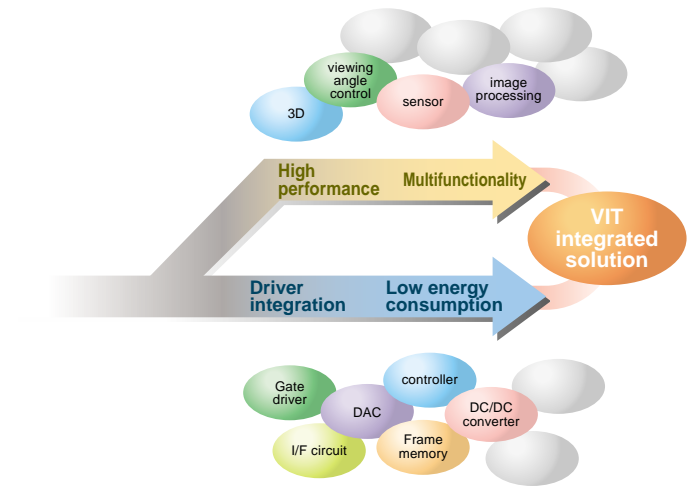 viewing
angle
control
image
processing
sensor
3D
High
performance
Multifunctionality
VIT
integrated
solution
Driver
integration
Low energy
consumption
controller
Gate
driver
DAC
DC/DC
converter
I/F circuit
Frame
memory